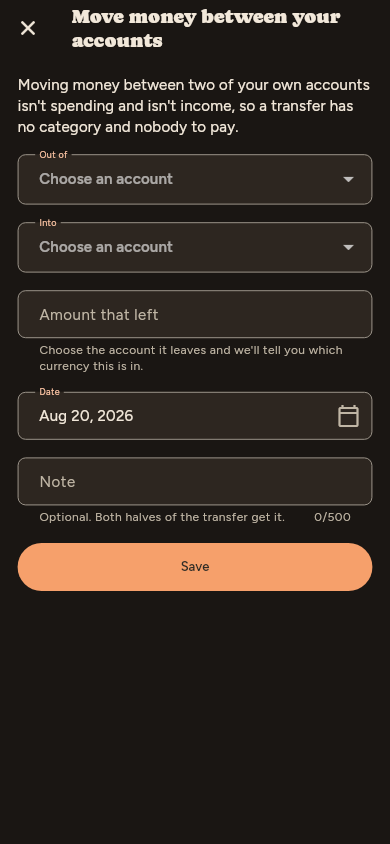 Move money between your
accounts
Moving money between two of your own accounts
isn't spending and isn't income, so a transfer has
no category and nobody to pay.
Out of
Choose an account
Into
Choose an account
Amount that left
Choose the account it leaves and we'll tell you which
currency this is in.
Date
Aug 20, 2026
Note
Optional. Both halves of the transfer get it. 0/500
Save